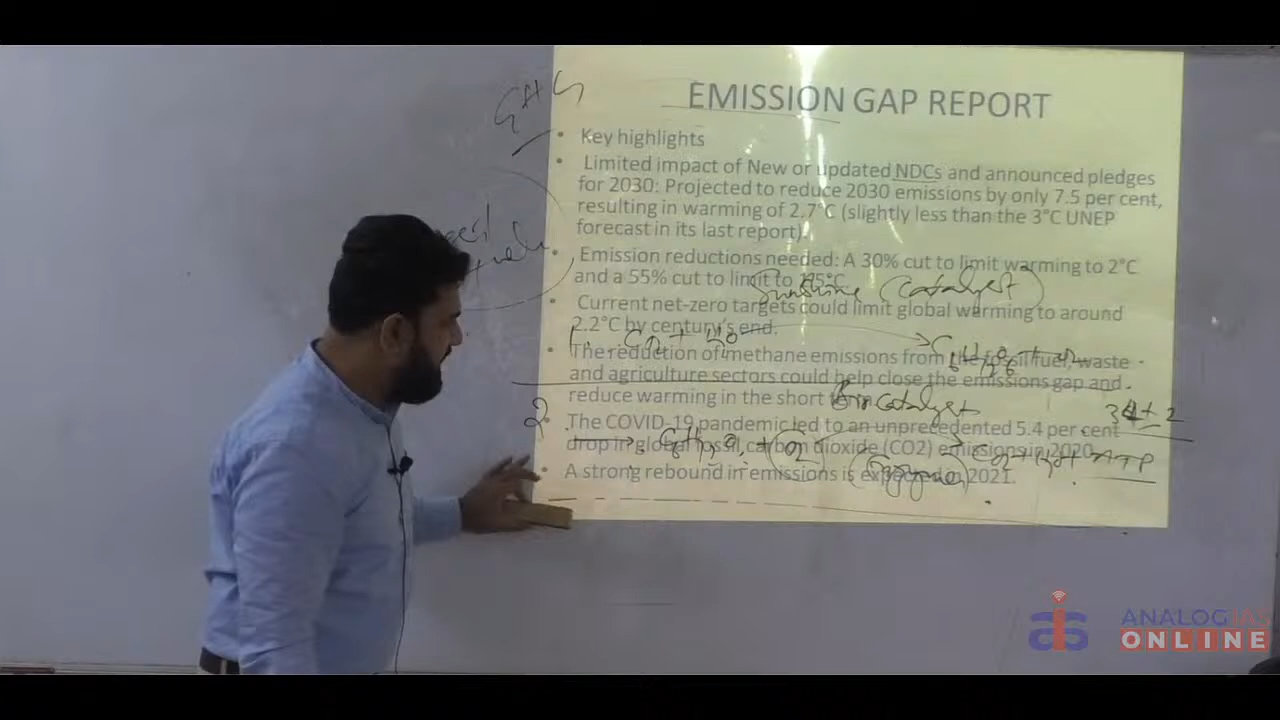 GHG
EMISSION GAP REPORT
• Key highlights
• Limited impact of New or updated NDCs and announced pledges
for 2030: Projected to reduce 2030 emissions by only 7.5 per cent,
resulting in warming of 2.7°C (slightly less than the 3°C UNEP
forecast in its last report).
• Emission reductions needed: A 30% cut to limit warming to 2°C
and a 55% cut to limit to 1.5°C.
Sunshine (Catalyst)
• Current net-zero targets could limit global warming to around
2.2°C by century's end.
1.
• The reduction of methane emissions from the fossil fuel, waste
and agriculture sectors could help close the emissions gap and
reduce warming in the short
2
• The COVID-19 pandemic led to an unprecedented 5.4 per cent
drop in global fossil carbon dioxide (CO2) emissions in 2020.
ATP
• A strong rebound in emissions is expected in 2021.
ANALOG IAS
ONLINE